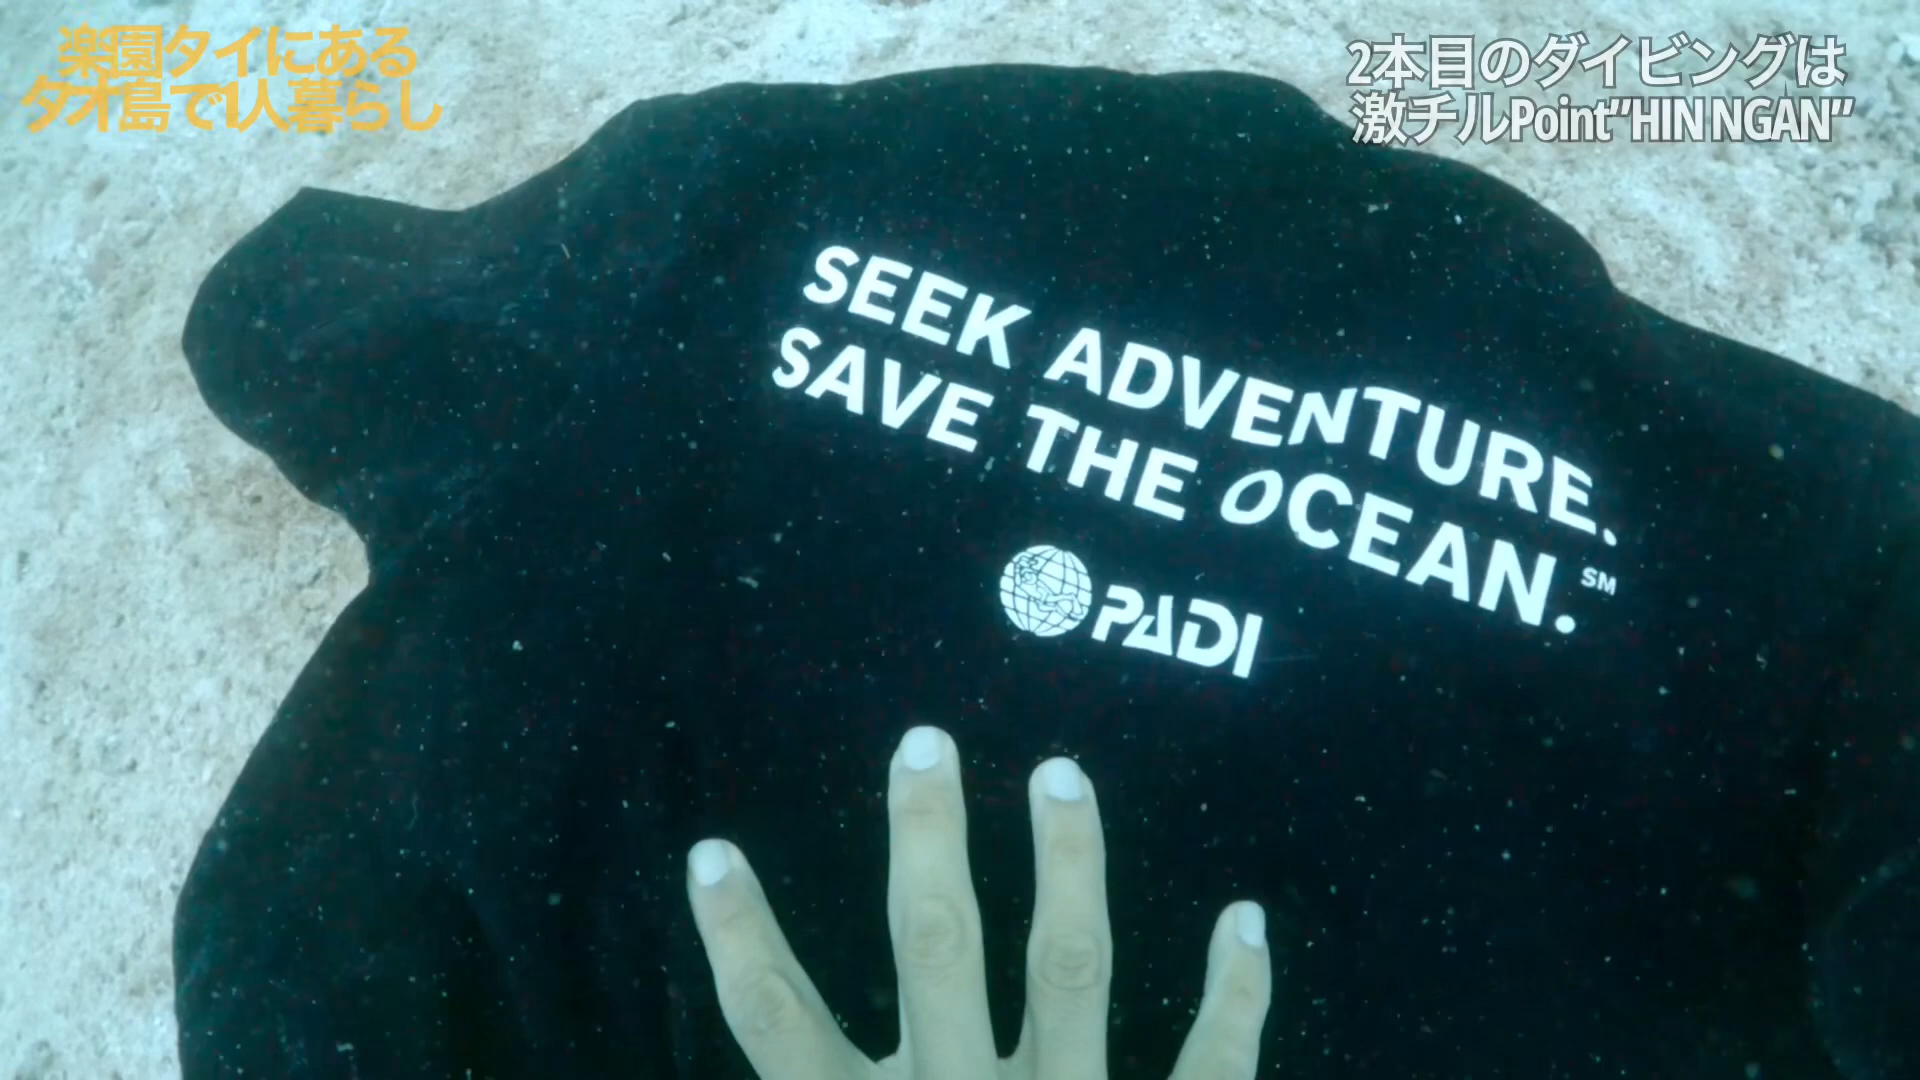 楽園タイにある
タオ島で1人暮らし
2本目のダイビングは
激チルPoint"HIN NGAN"
SEEK ADVENTURE.
SAVE THE OCEAN.℠
PADI